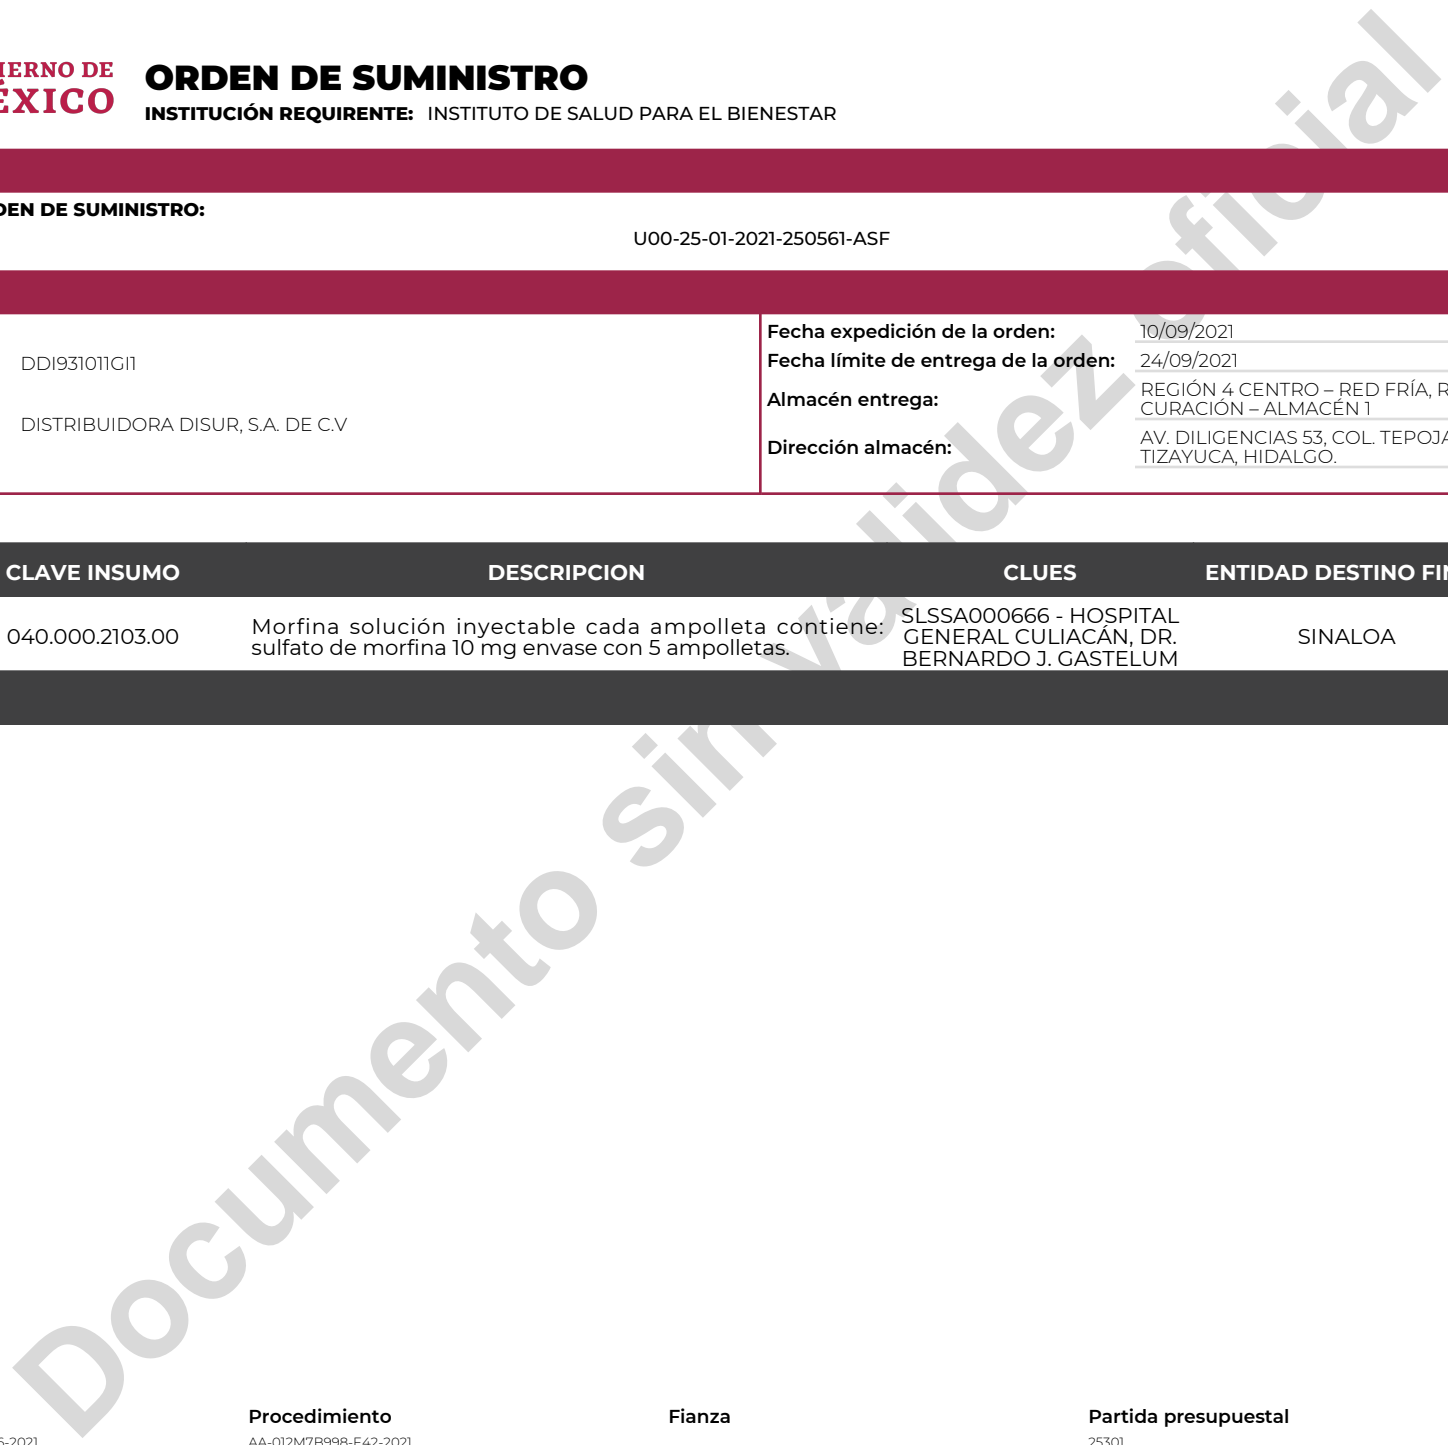 ORDEN DE SUMINISTRO
INSTITUCIÓN REQUIRENTE: INSTITUTO DE SALUD PARA EL BIENESTAR
DE
DE SUMINISTRO:
U00-25-01-2021-250561-ASF
DDI931011GI1
DISTRIBUIDORA DISUR, S.A. DE C.V
Fecha expedición de la orden: 10/09/2021
Fecha límite de entrega de la orden: 24/09/2021
Almacén entrega: REGIÓN 4 CENTRO – RED FRÍA,
CURACIÓN – ALMACÉN 1
Dirección almacén: AV. DILIGENCIAS 53, COL.
TIZAYUCA, HIDALGO.
CLAVE INSUMO DESCRIPCION CLUES ENTIDAD DESTINO
040.000.2103.00
Morfina solución inyectable cada ampolleta contiene:
sulfato de morfina 10 mg envase con 5 ampolletas.
SLSSA000666 - HOSPITAL
GENERAL CULIACÁN, DR.
BERNARDO J. GASTELUM
SINALOA
Documento sin validez oficial
Procedimiento Fianza Partida presupuestal
AA-012M7B998-E42-2021 25301